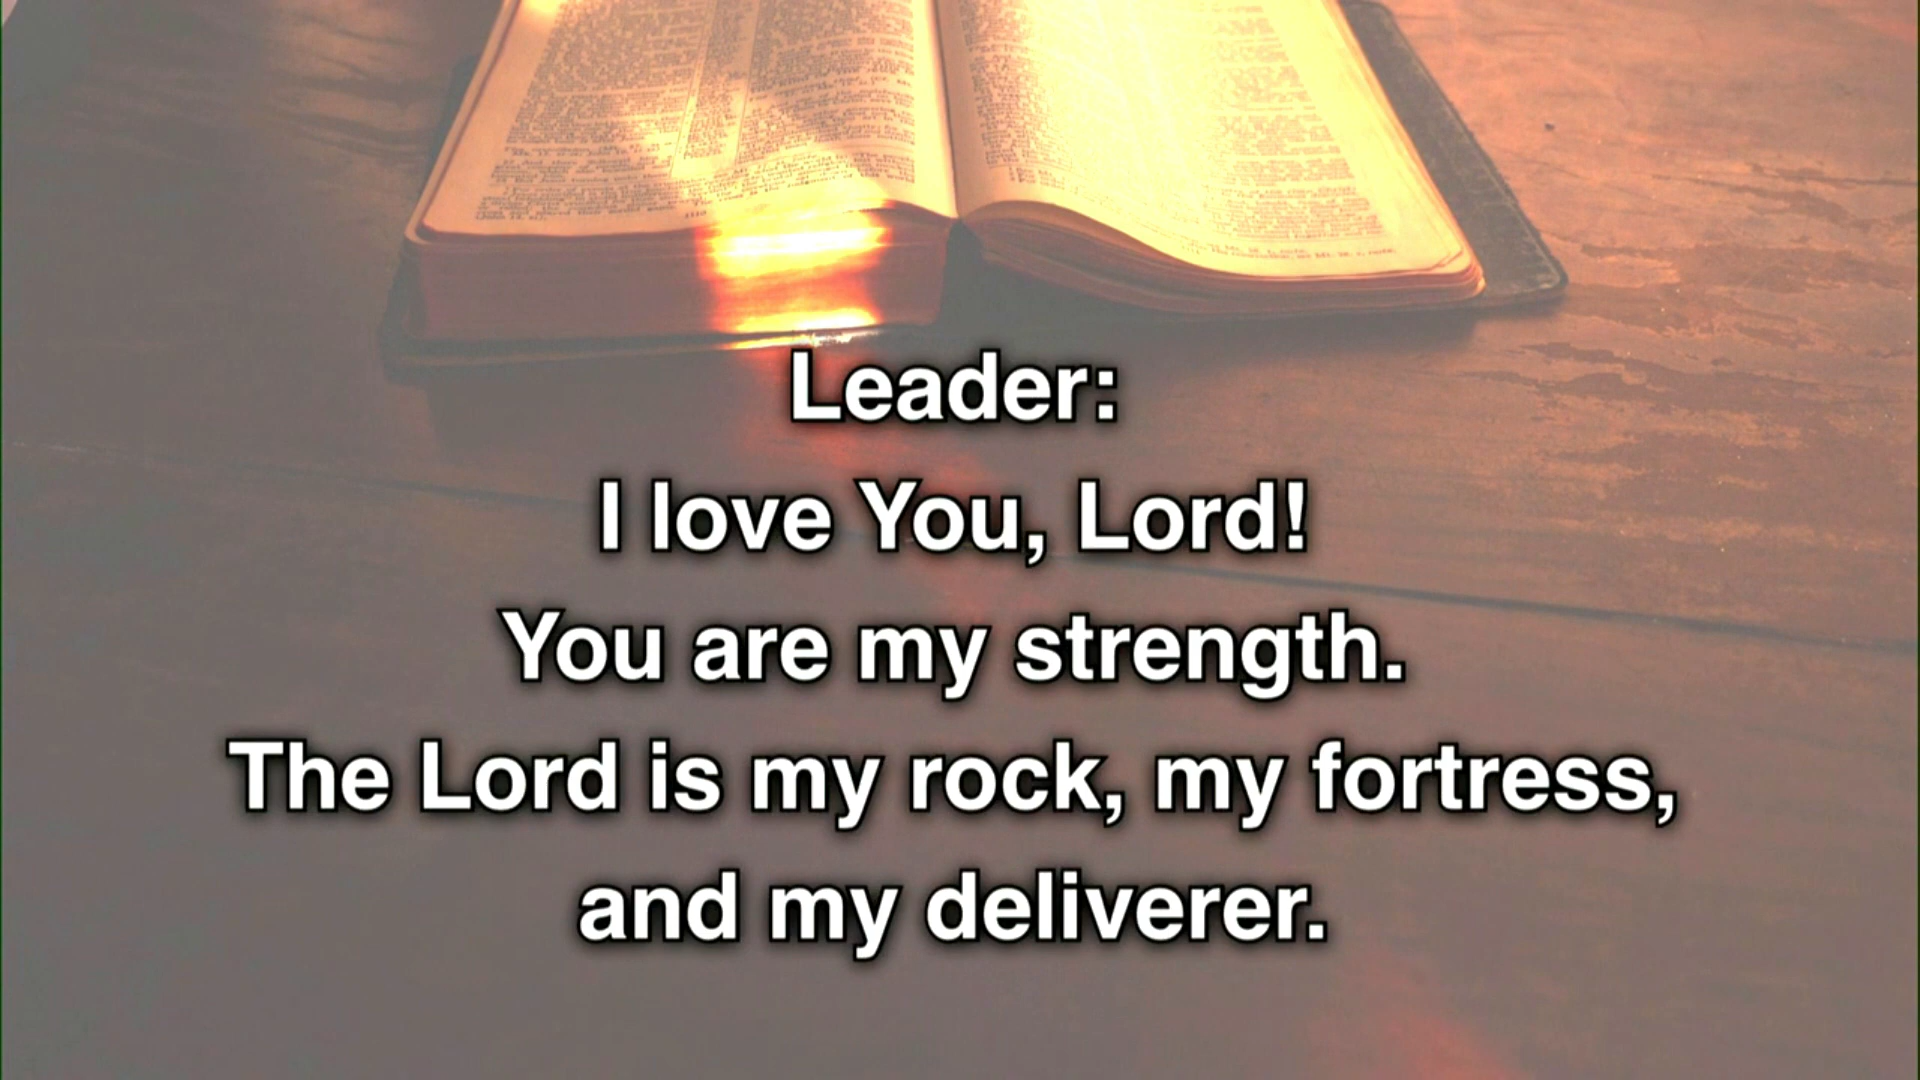 Leader:
I love You, Lord!
You are my strength.
The Lord is my rock, my fortress,
and my deliverer.